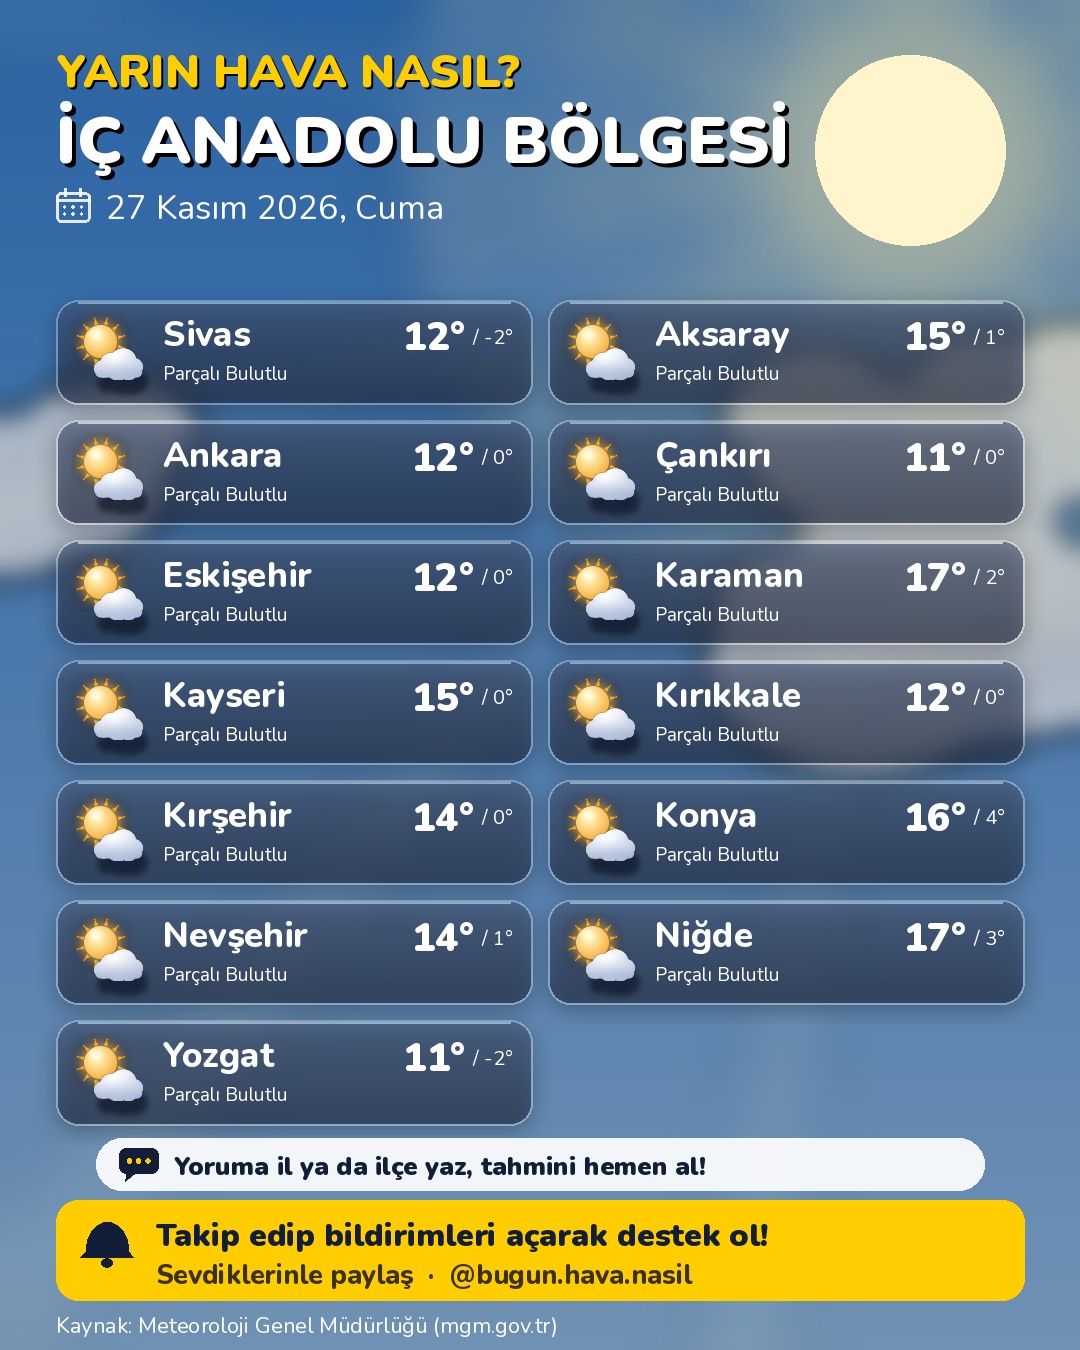 YARIN HAVA NASIL?
İÇ ANADOLU BÖLGESİ
27 Kasım 2026, Cuma
Sivas 12° / -2°
Parçalı Bulutlu
Aksaray 15° / 1°
Parçalı Bulutlu
Ankara 12° / 0°
Parçalı Bulutlu
Çankırı 11° / 0°
Parçalı Bulutlu
Eskişehir 12° / 0°
Parçalı Bulutlu
Karaman 17° / 2°
Parçalı Bulutlu
Kayseri 15° / 0°
Parçalı Bulutlu
Kırıkkale 12° / 0°
Parçalı Bulutlu
Kırşehir 14° / 0°
Parçalı Bulutlu
Konya 16° / 4°
Parçalı Bulutlu
Nevşehir 14° / 1°
Parçalı Bulutlu
Niğde 17° / 3°
Parçalı Bulutlu
Yozgat 11° / -2°
Parçalı Bulutlu
Yoruma il ya da ilçe yaz, tahmini hemen al!
Takip edip bildirimleri açarak destek ol!
Sevdiklerinle paylaş · @bugun.hava.nasil
Kaynak: Meteoroloji Genel Müdürlüğü (mgm.gov.tr)